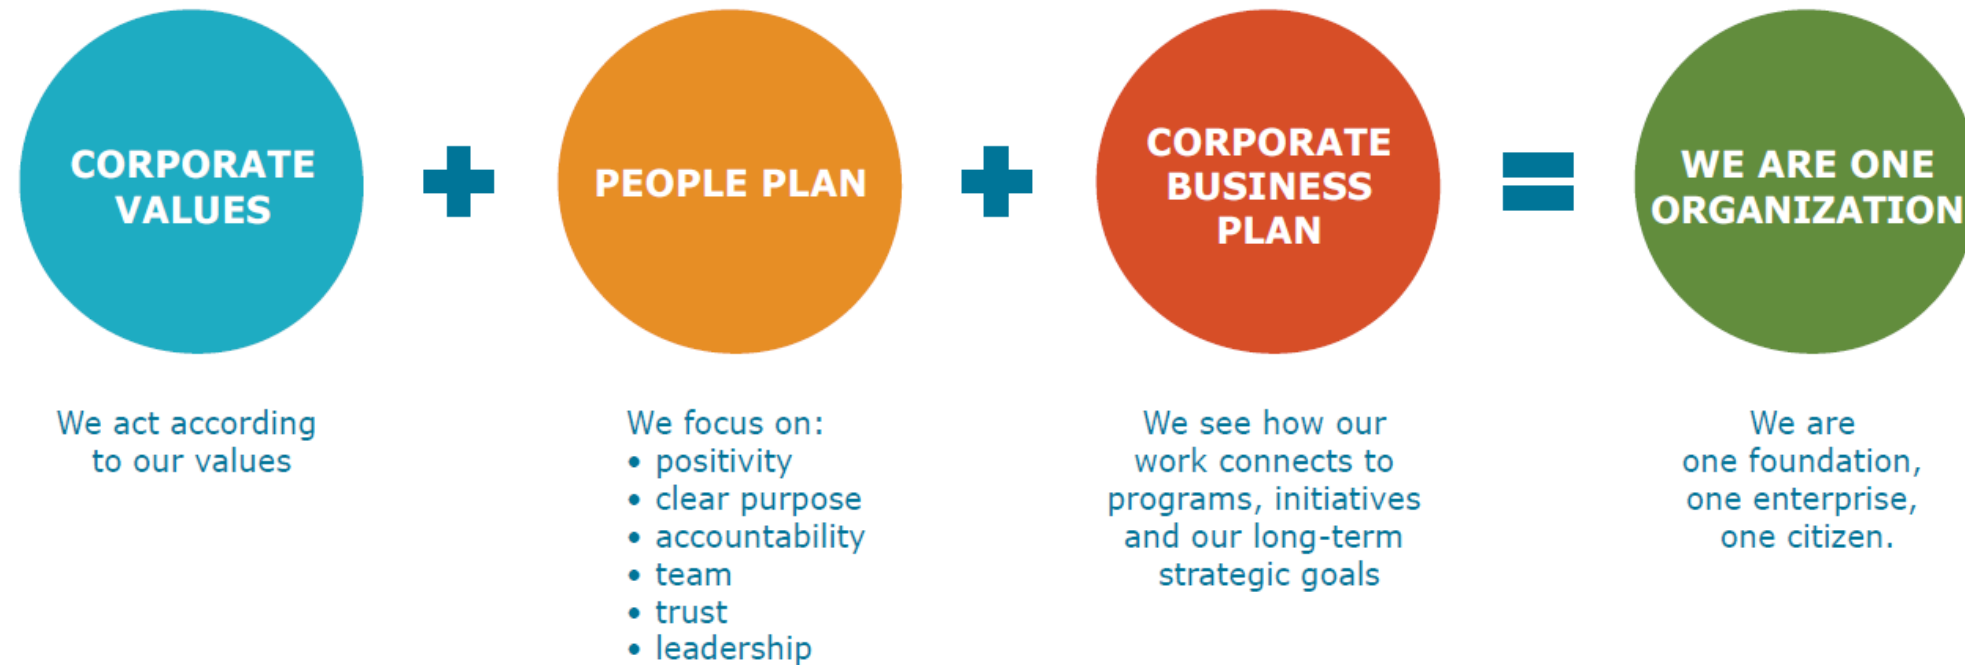 CORPORATE
VALUES
PEOPLE PLAN
CORPORATE
BUSINESS
PLAN
WE ARE ONE
ORGANIZATION
We act according
to our values
We focus on:
• positivity
• clear purpose
• accountability
• team
• trust
• leadership
We see how our
work connects to
programs, initiatives
and our long-term
strategic goals
We are
one foundation,
one enterprise,
one citizen.